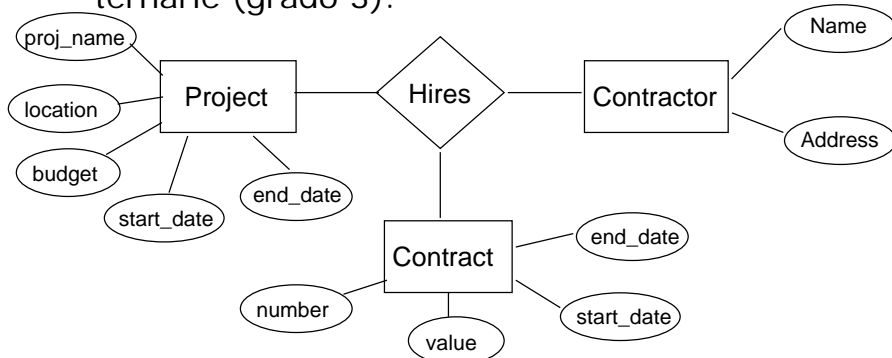 ternarie (grado 3):
proj_name
Name
Project
Hires
Contractor
location
Address
budget
end_date
start_date
Contract
end_date
number
start_date
value